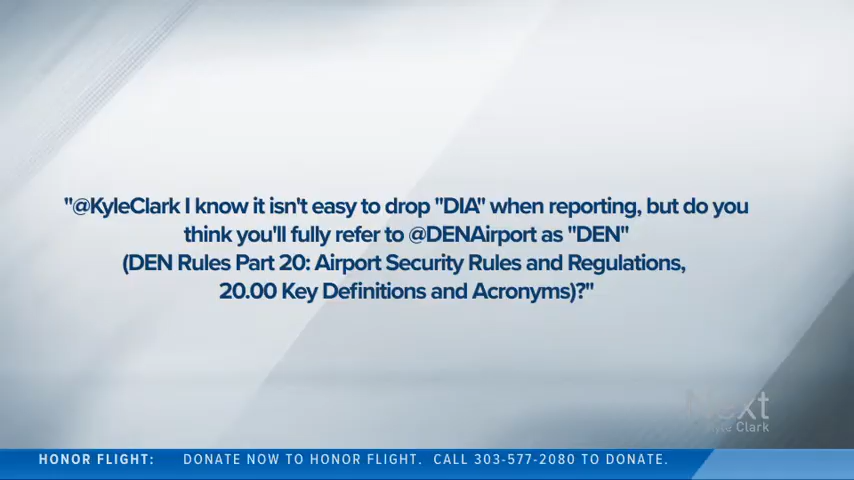 "@KyleClark I know it isn't easy to drop "DIA" when reporting, but do you
think you'll fully refer to @DENAirport as "DEN"
(DEN Rules Part 20: Airport Security Rules and Regulations,
20.00 Key Definitions and Acronyms)?"
Next
Kyle Clark
HONOR FLIGHT: DONATE NOW TO HONOR FLIGHT. CALL 303-577-2080 TO DONATE.